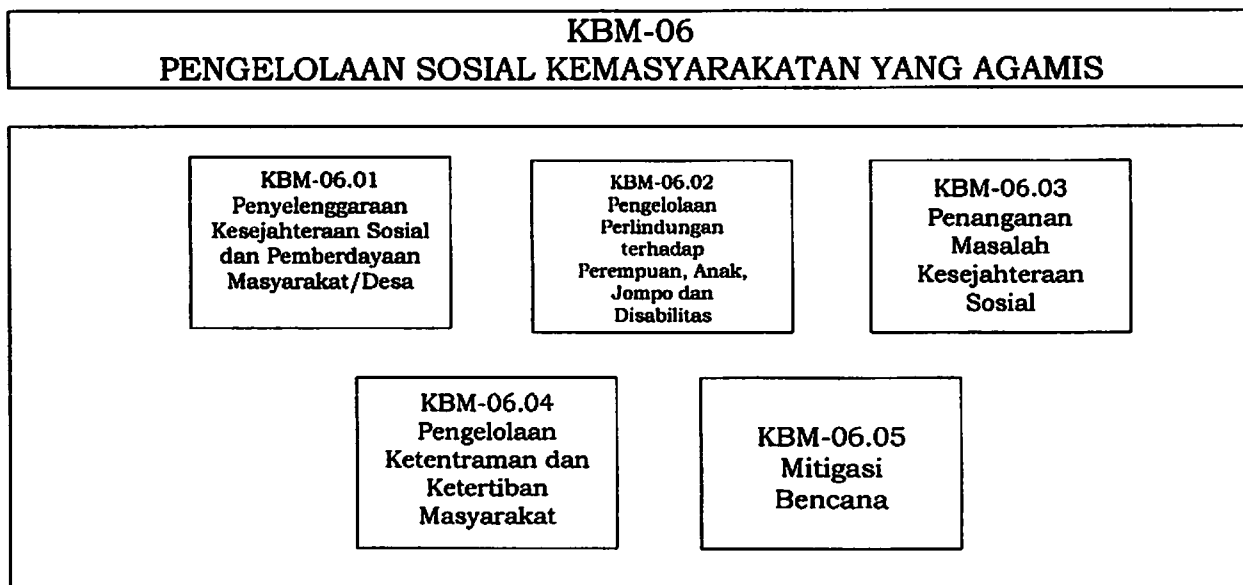 KBM-06
PENGELOLAAN SOSIAL KEMASYARAKATAN YANG AGAMIS
KBM-06.01
Penyelenggaraan
Kesejahteraan Sosial
dan Pemberdayaan
Masyarakat/Desa
KBM-06.02
Pengelolaan
Perlindungan
terhadap
Perempuan, Anak,
Jompo dan
Disabilitas
KBM-06.03
Penanganan
Masalah
Kesejahteraan
Sosial
KBM-06.04
Pengelolaan
Ketentraman dan
Ketertiban
Masyarakat
KBM-06.05
Mitigasi
Bencana